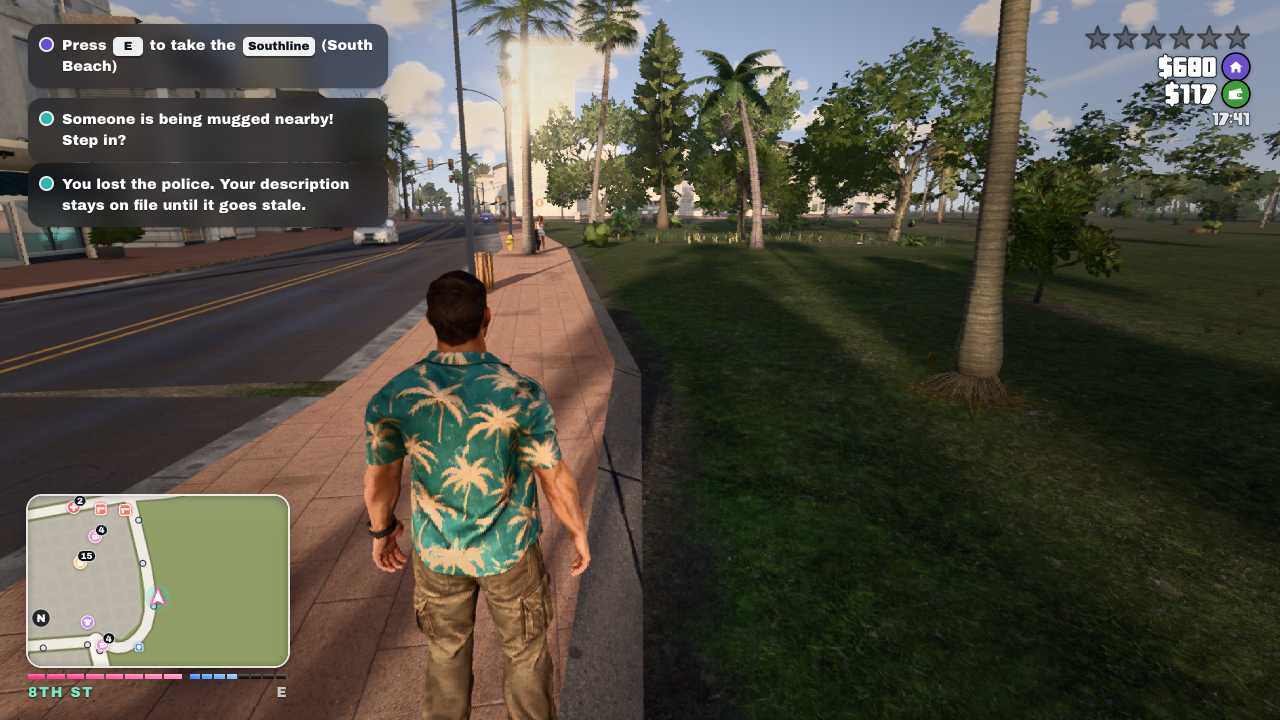 Press E to take the Southline (South
Beach)
Someone is being mugged nearby!
Step in?
You lost the police. Your description
stays on file until it goes stale.
$680
$117
17:41
2
4
15
N
4
8TH ST
E